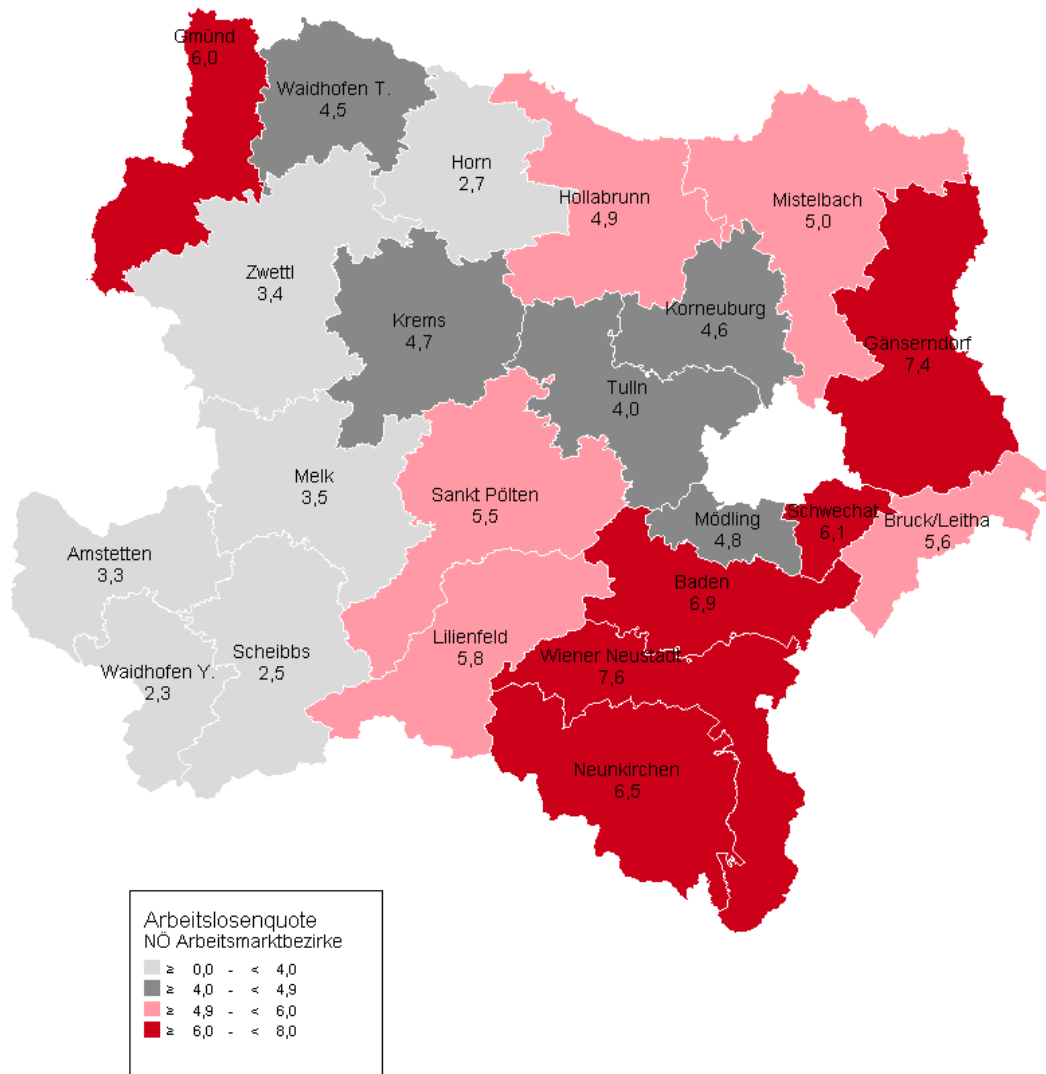 Gmünd
6,0
Waidhofen T.
4,5
Horn
2,7
Hollabrunn
4,9
Mistelbach
5,0
Zwettl
3,4
Krems
4,7
Korneuburg
4,6
Gänserndorf
7,4
Tulln
4,0
Melk
3,5
Sankt Pölten
5,5
Mödling
4,8
Schwechat
6,1
Bruck/Leitha
5,6
Amstetten
3,3
Baden
6,9
Waidhofen Y.
2,3
Scheibbs
2,5
Lilienfeld
5,8
Wiener Neustadt
7,6
Neunkirchen
6,5
Arbeitslosenquote
NÖ Arbeitsmarktbezirke
≥ 0,0 - < 4,0
≥ 4,0 - < 4,9
≥ 4,9 - < 6,0
≥ 6,0 - < 8,0